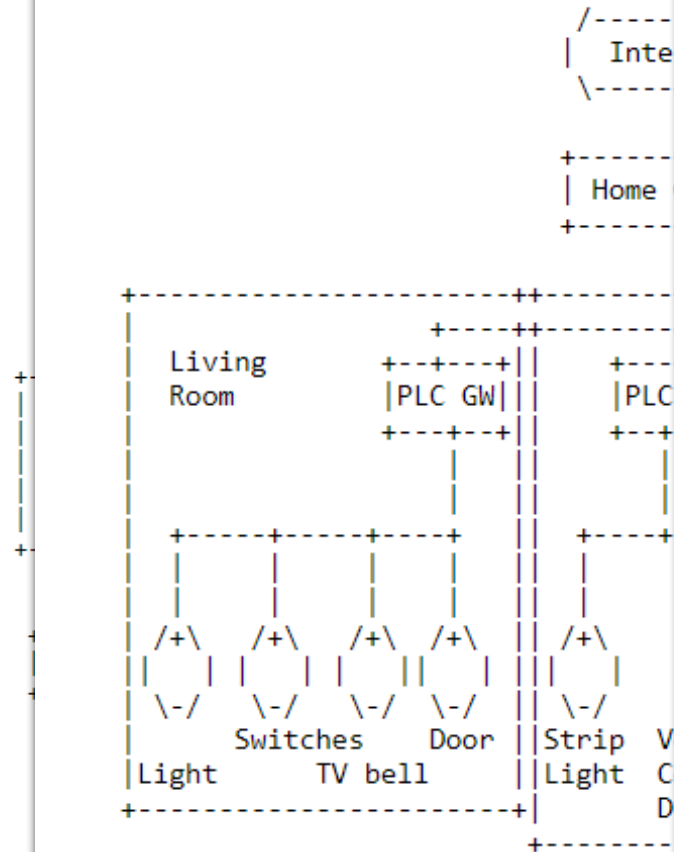 Inte
Home
Living
Room
PLC GW
PLC
Switches Door Strip V
Light TV bell Light C
D